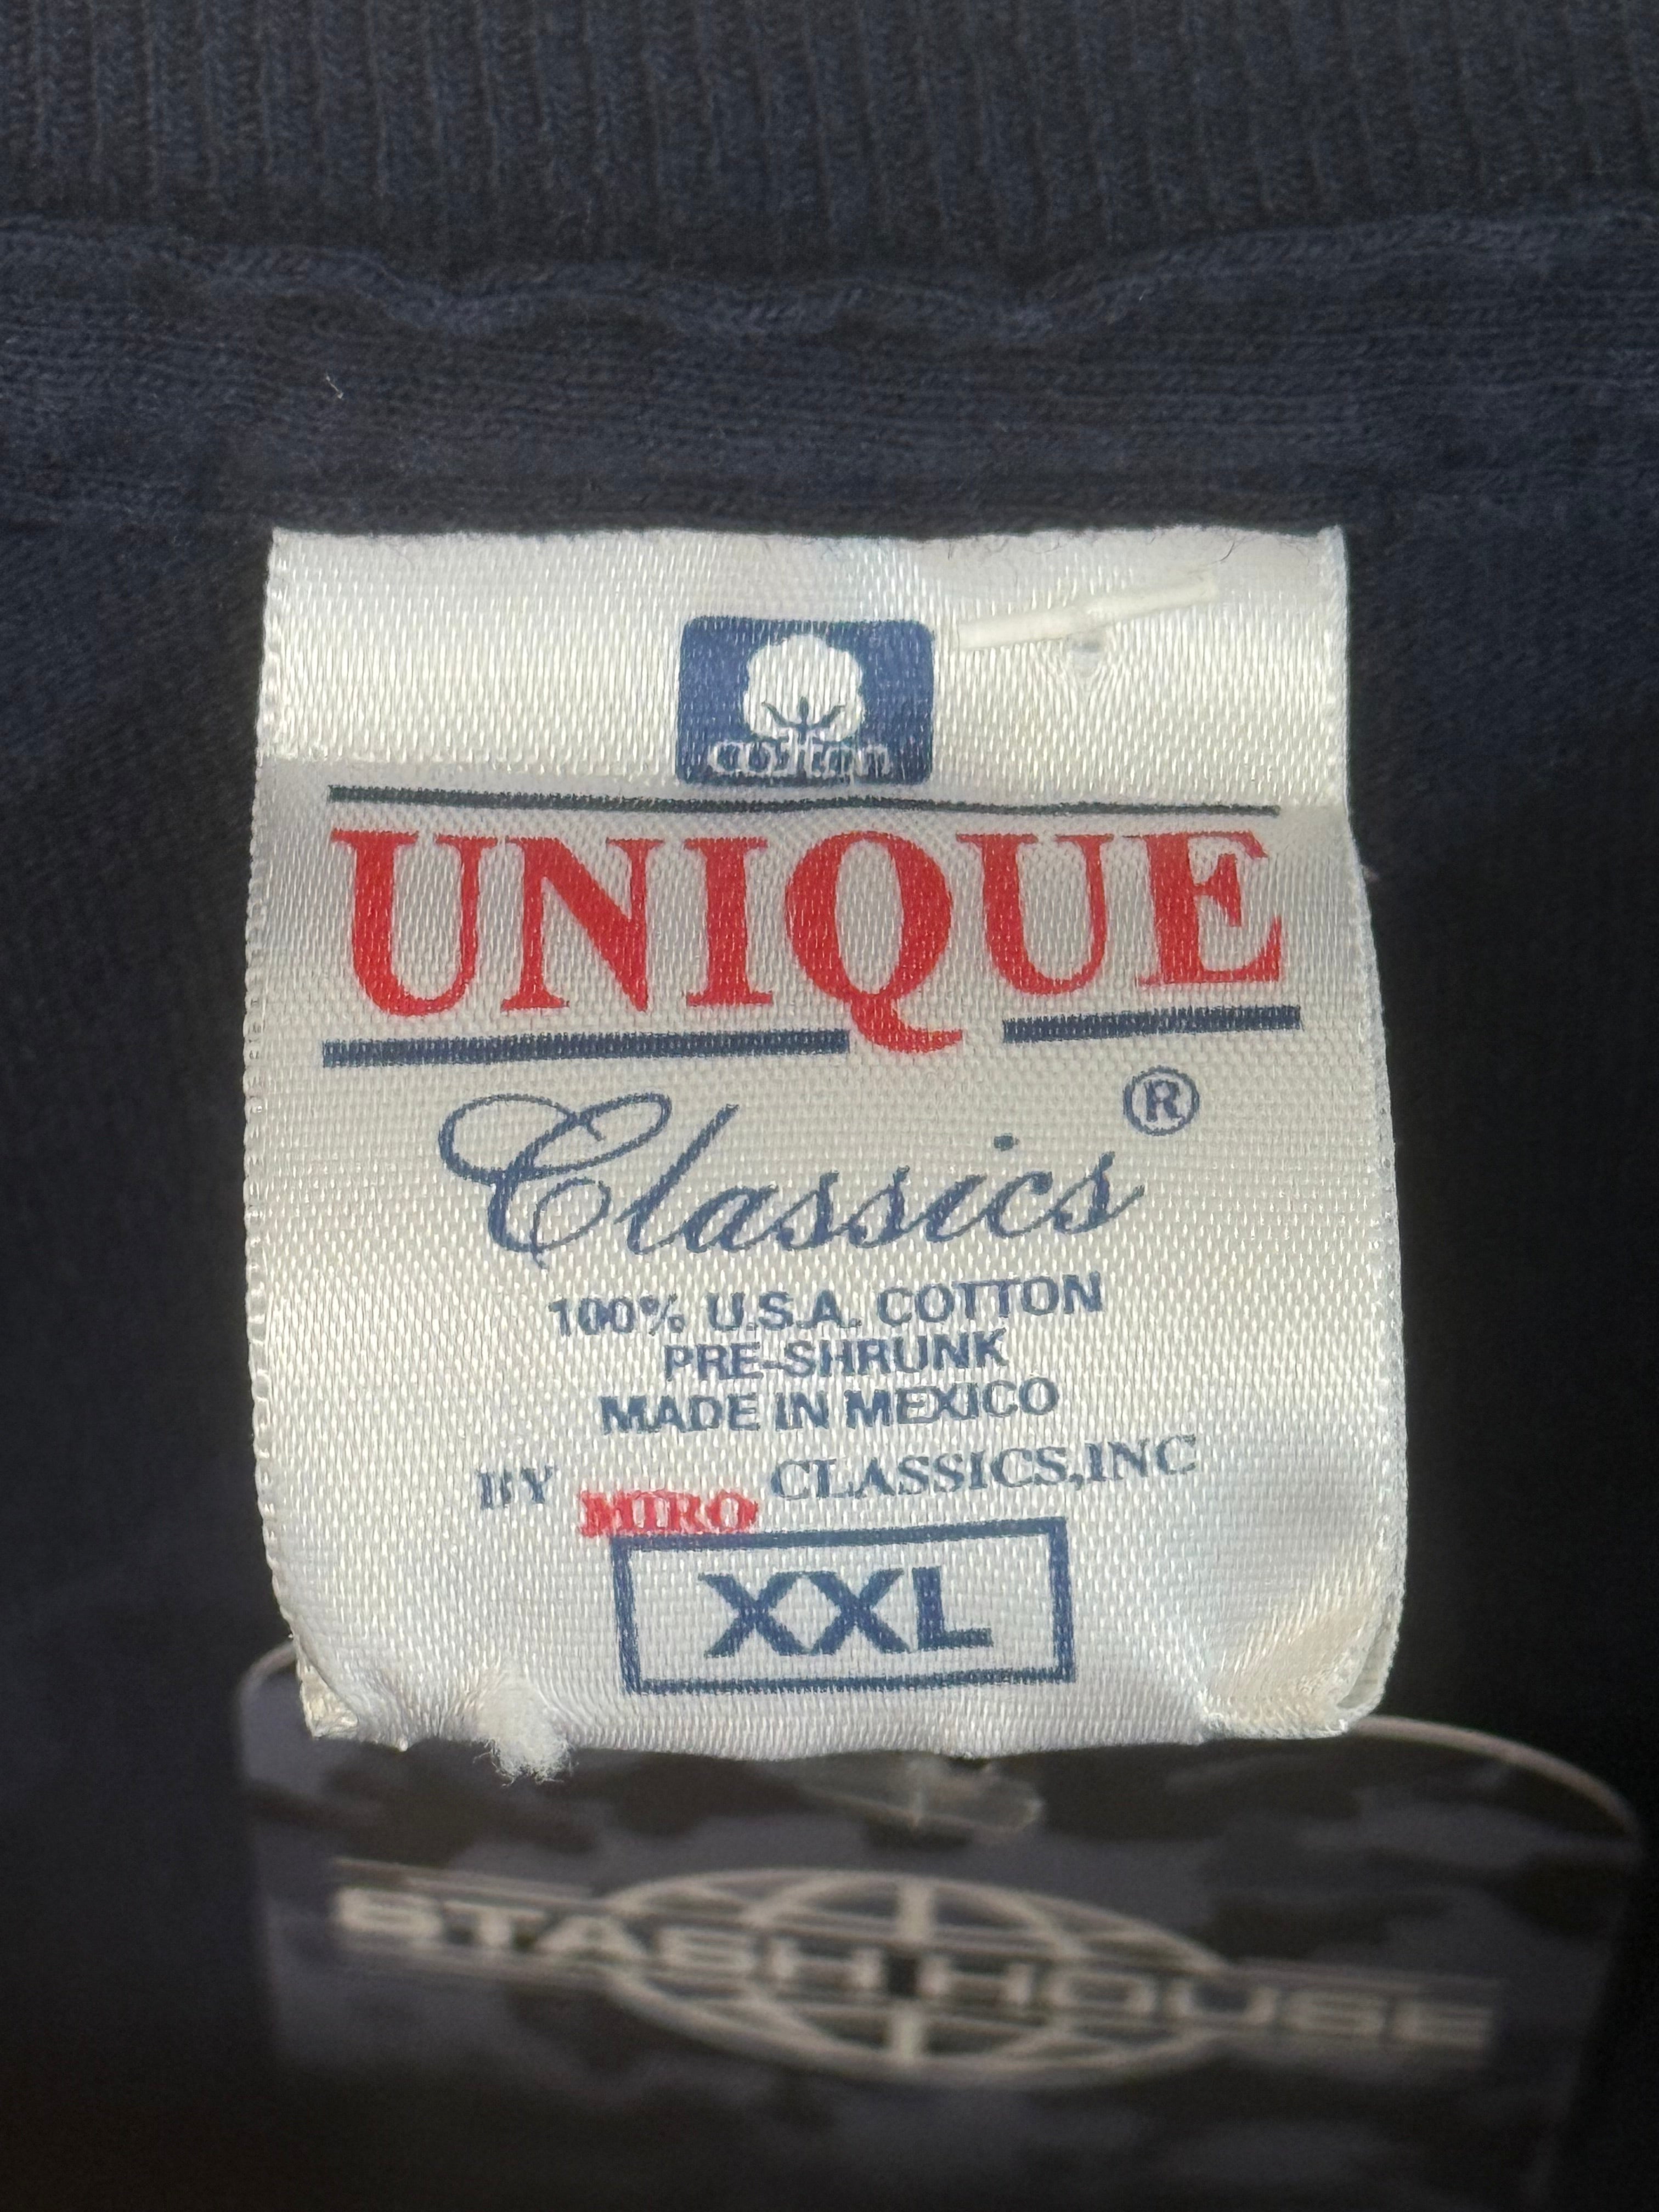 cotton
UNIQUE
Classics ®
100% U.S.A. COTTON
PRE-SHRUNK
MADE IN MEXICO
BY MIRO CLASSICS,INC
XXL
STASH HOUSE